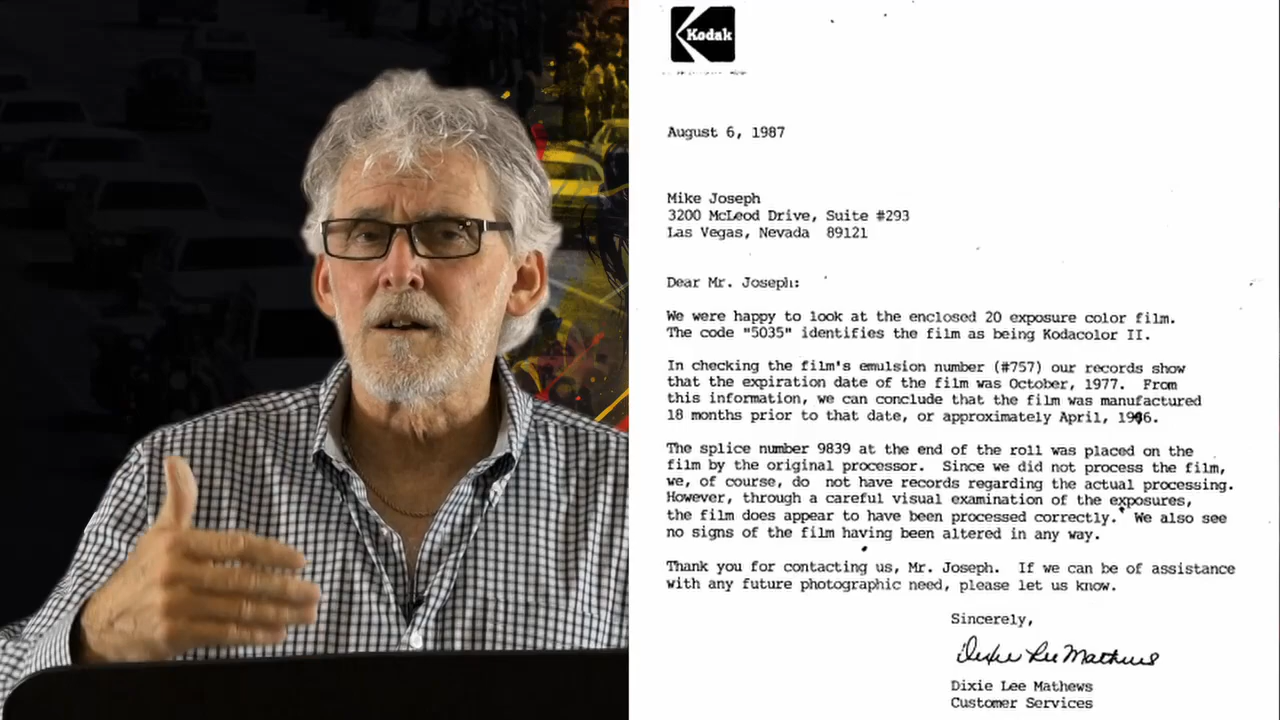 Kodak
August 6, 1987
Mike Joseph
3200 McLeod Drive, Suite #293
Las Vegas, Nevada 89121
Dear Mr. Joseph:
We were happy to look at the enclosed 20 exposure color film.
The code "5035" identifies the film as being Kodacolor II.
In checking the film's emulsion number (#757) our records show
that the expiration date of the film was October, 1977. From
this information, we can conclude that the film was manufactured
18 months prior to that date, or approximately April,
The splice number 9839 at the end of the roll was placed on the
film by the original processor. Since we did not process the film,
we, of course, do not have records regarding the actual processing.
However, through a careful visual examination of the exposures,
the film does appear to have been processed correctly. We also see
no signs of the film having been altered in any way.
Thank you for contacting us, Mr. Joseph. If we can be of assistance
with any future photographic need, please let us know.
Sincerely,
Dixie Lee Mathews
Dixie Lee Mathews
Customer Services